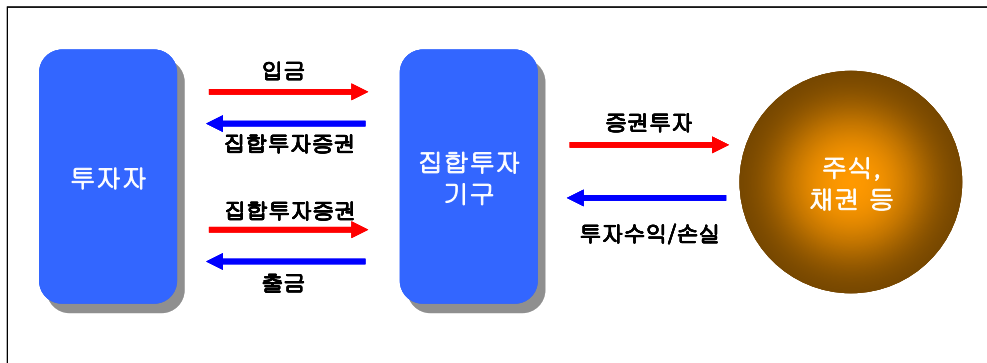 입금
집합투자증권
투자자
집합투자증권
출금
집합투자
기구
증권투자
투자수익/손실
주식,
채권 등